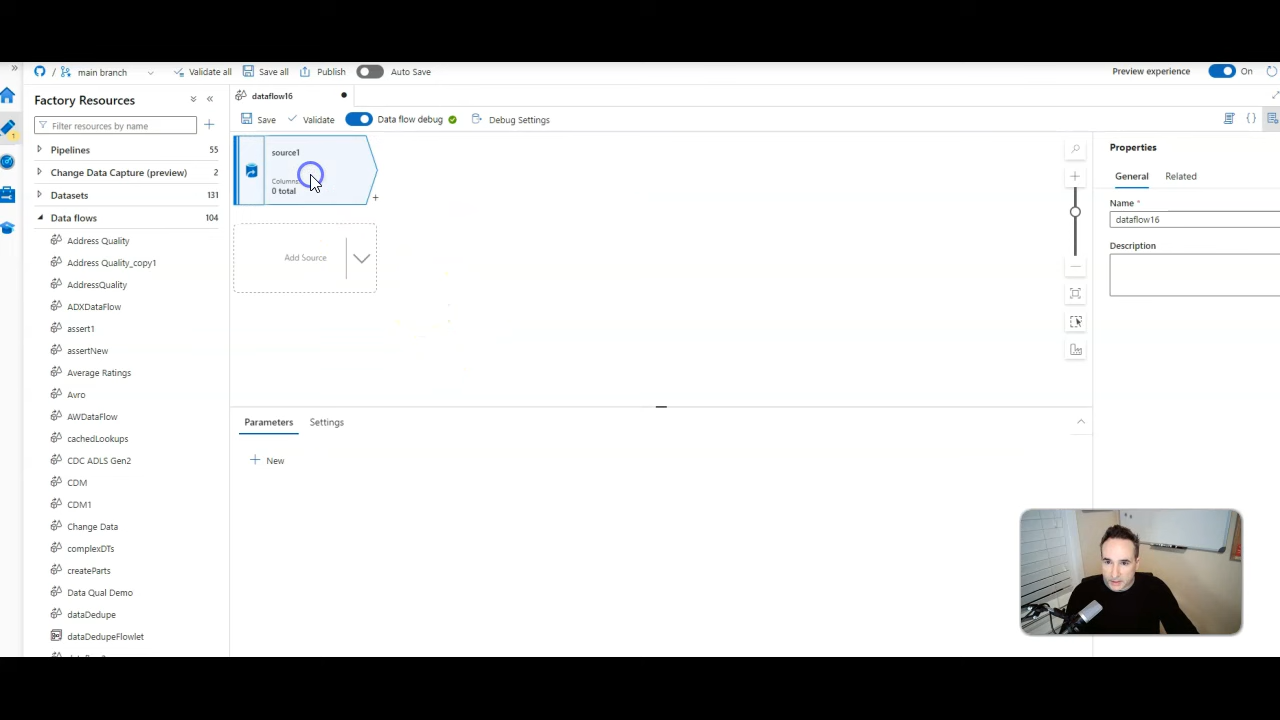 main branch
Validate all
Save all
Publish
Auto Save
Preview experience
On
Factory Resources
dataflow16
Filter resources by name
Save
Validate
Data flow debug
Debug Settings
Pipelines 55
Change Data Capture (preview) 2
Datasets 131
Data flows 104
Address Quality
Address Quality_copy1
AddressQuality
ADXDataFlow
assert1
assertNew
Average Ratings
Avro
AWDataFlow
cachedLookups
CDC ADLS Gen2
CDM
CDM1
Change Data
complexDTs
createParts
Data Qual Demo
dataDedupe
dataDedupeFlowlet
source1
Columns:
0 total
Add Source
Parameters
Settings
New
Properties
General
Related
Name *
dataflow16
Description